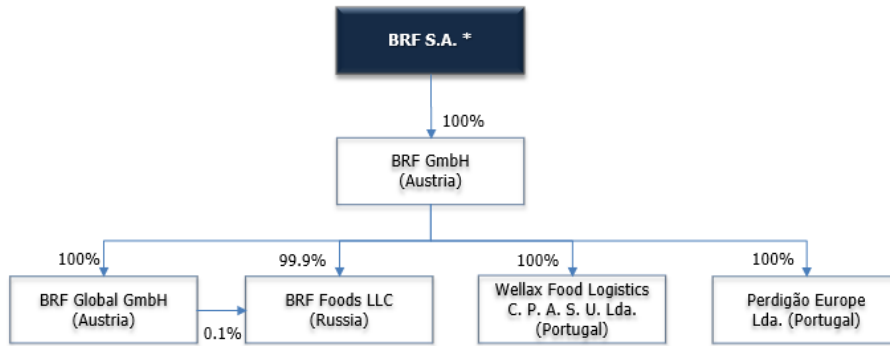 BRF S.A. *
100%
BRF GmbH
(Austria)
100%
99.9%
100%
100%
BRF Global GmbH
(Austria)
0.1%
BRF Foods LLC
(Russia)
Wellax Food Logistics
C. P. A. S. U. Lda.
(Portugal)
Perdigão Europe
Lda. (Portugal)